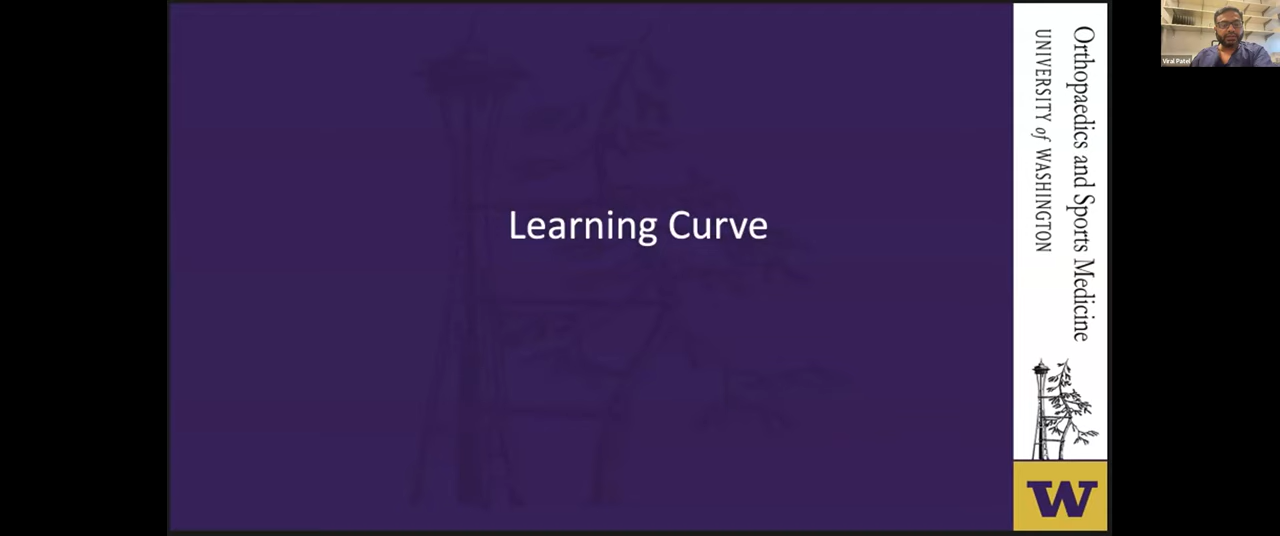 Learning Curve
Orthopaedics and Sports Medicine
UNIVERSITY of WASHINGTON
W
Viral Patel